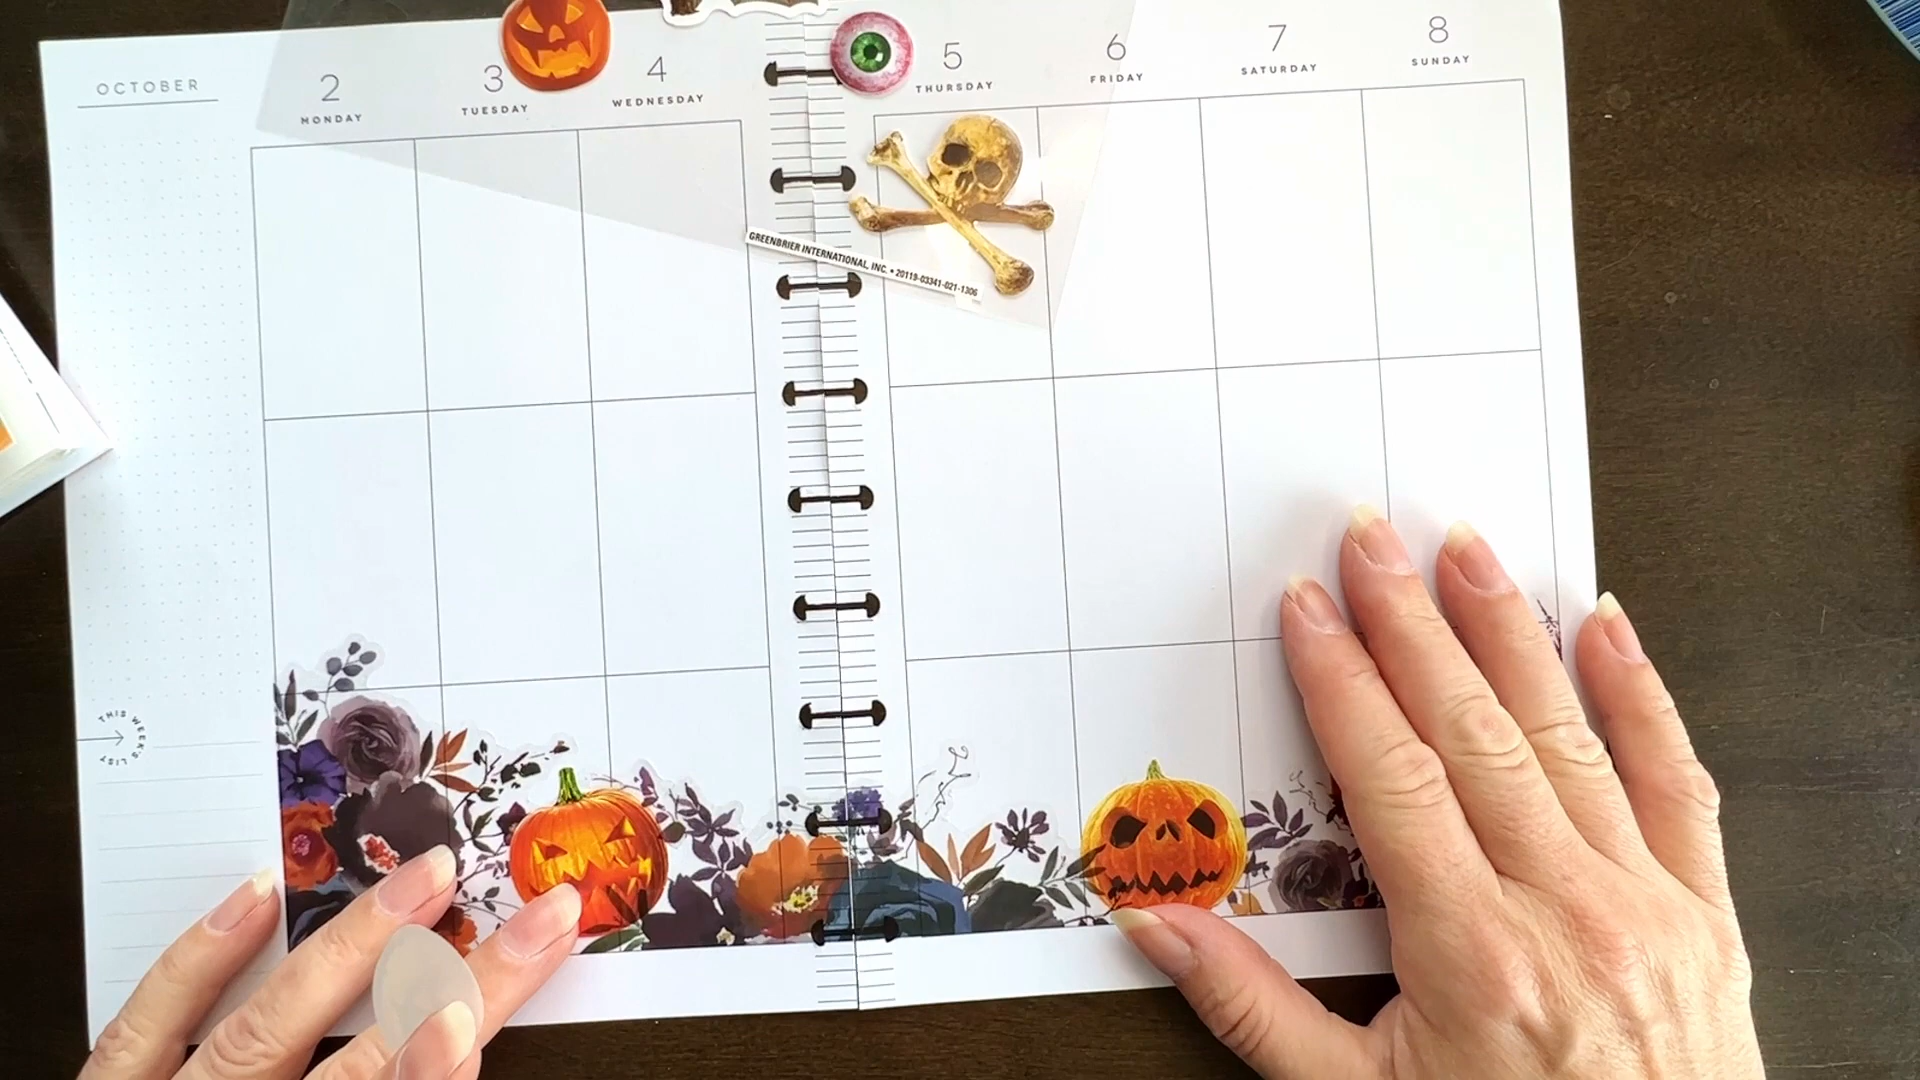 OCTOBER
2
MONDAY
3
TUESDAY
4
WEDNESDAY
5
THURSDAY
6
FRIDAY
7
SATURDAY
8
SUNDAY
GREENBRIER INTERNATIONAL, INC. • 20119-03341-021-1306
THIS WEEK'S LIST